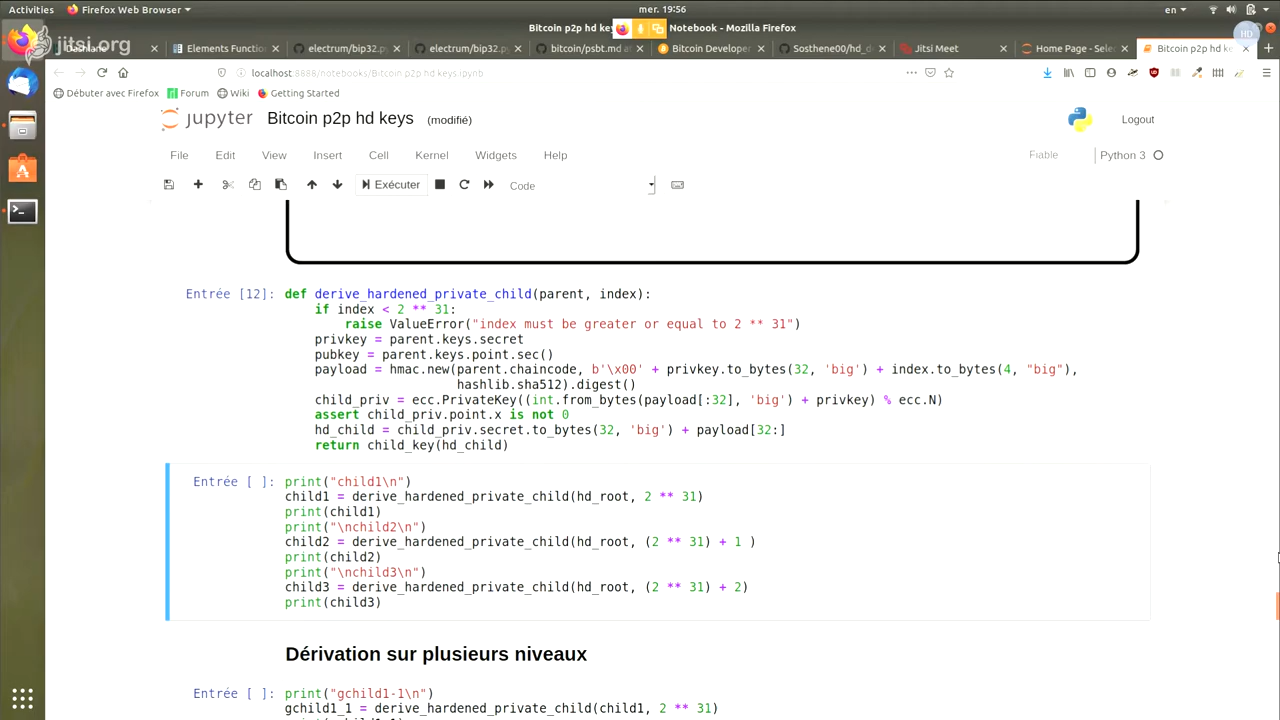 Activities
Firefox Web Browser
mer. 19:56
en
jitsi.org
Bitcoin p2p hd key
Notebook - Mozilla Firefox
HD
Elements Function
electrum/bip32.p
electrum/bip32.p
bitcoin/psbt.md at
Bitcoin Developer
Sosthene00/hd_d
Jitsi Meet
Home Page - Selec
Bitcoin p2p hd ke
localhost:8888/notebooks/Bitcoin p2p hd keys.ipynb
Débuter avec Firefox
Forum
Wiki
Getting Started
jupyter
Bitcoin p2p hd keys
(modifié)
Logout
File Edit View Insert Cell Kernel Widgets Help
Fiable
Python 3
Exécuter
Code
Entrée [12]: def derive_hardened_private_child(parent, index):
if index < 2 ** 31:
raise ValueError("index must be greater or equal to 2 ** 31")
privkey = parent.keys.secret
pubkey = parent.keys.point.sec()
payload = hmac.new(parent.chaincode, b'\x00' + privkey.to_bytes(32, 'big') + index.to_bytes(4, "big"),
hashlib.sha512).digest()
child_priv = ecc.PrivateKey((int.from_bytes(payload[:32], 'big') + privkey) % ecc.N)
assert child_priv.point.x is not 0
hd_child = child_priv.secret.to_bytes(32, 'big') + payload[32:]
return child_key(hd_child)
Entrée [ ]: print("child1\n")
child1 = derive_hardened_private_child(hd_root, 2 ** 31)
print(child1)
print("\nchild2\n")
child2 = derive_hardened_private_child(hd_root, (2 ** 31) + 1 )
print(child2)
print("\nchild3\n")
child3 = derive_hardened_private_child(hd_root, (2 ** 31) + 2)
print(child3)
Dérivation sur plusieurs niveaux
Entrée [ ]: print("gchild1-1\n")
gchild1_1 = derive_hardened_private_child(child1, 2 ** 31)